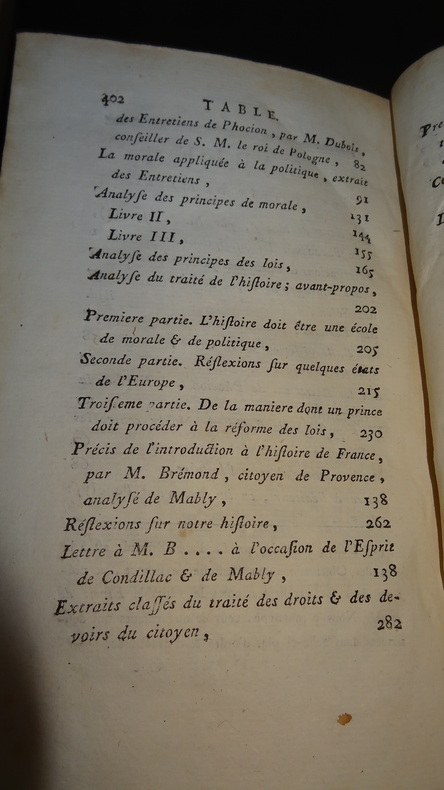 402 TABLE.
des Entretiens de Phocion, par M. Dubois,
conſeiller de S. M. le roi de Pologne, 82
La morale appliquée à la politique, extrait
des Entretiens, 91
Analyſe des principes de morale, 131
Livre II, 144
Livre III, 155
Analyſe des principes des lois, 165
Analyſe du traité de l'hiſtoire; avant-propos,
202
Premiere partie. L'hiſtoire doit être une école
de morale & de politique, 205
Seconde partie. Réflexions ſur quelques états
de l'Europe, 215
Troiſieme partie. De la maniere dont un prince
doit procéder à la réforme des lois, 230
Précis de l'introduction à l'hiſtoire de France,
par M. Brémond, citoyen de Provence,
analyſé de Mably, 138
Réflexions ſur notre hiſtoire, 262
Lettre à M. B .... à l'occaſion de l'Eſprit
de Condillac & de Mably, 138
Extraits claſſés du traité des droits & des de-
voirs du citoyen, 282